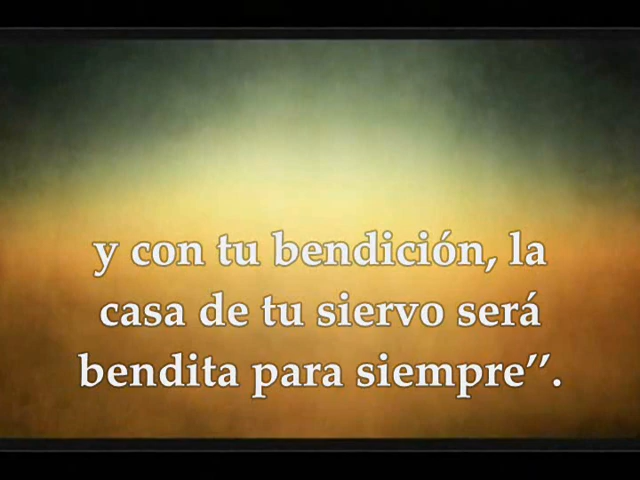 y con tu bendición, la
casa de tu siervo será
bendita para siempre’’.